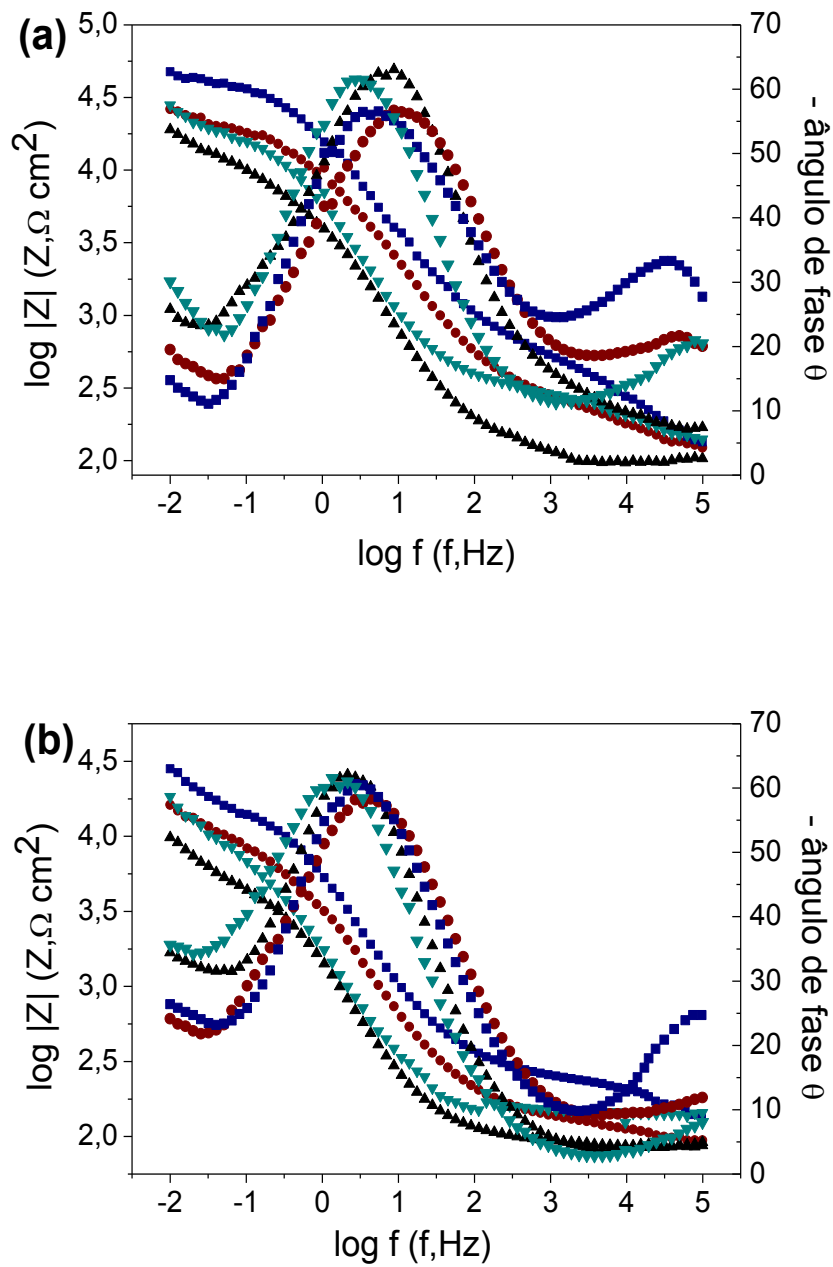 (a)
5,0
4,5
4,0
3,5
3,0
2,5
2,0
log |Z| (Z,Ω cm²)
70
60
50
40
30
20
10
0
- ângulo de fase θ
-2 -1 0 1 2 3 4 5
log f (f,Hz)
(b)
4,5
4,0
3,5
3,0
2,5
2,0
log |Z| (Z,Ω cm²)
70
60
50
40
30
20
10
0
- ângulo de fase θ
-2 -1 0 1 2 3 4 5
log f (f,Hz)